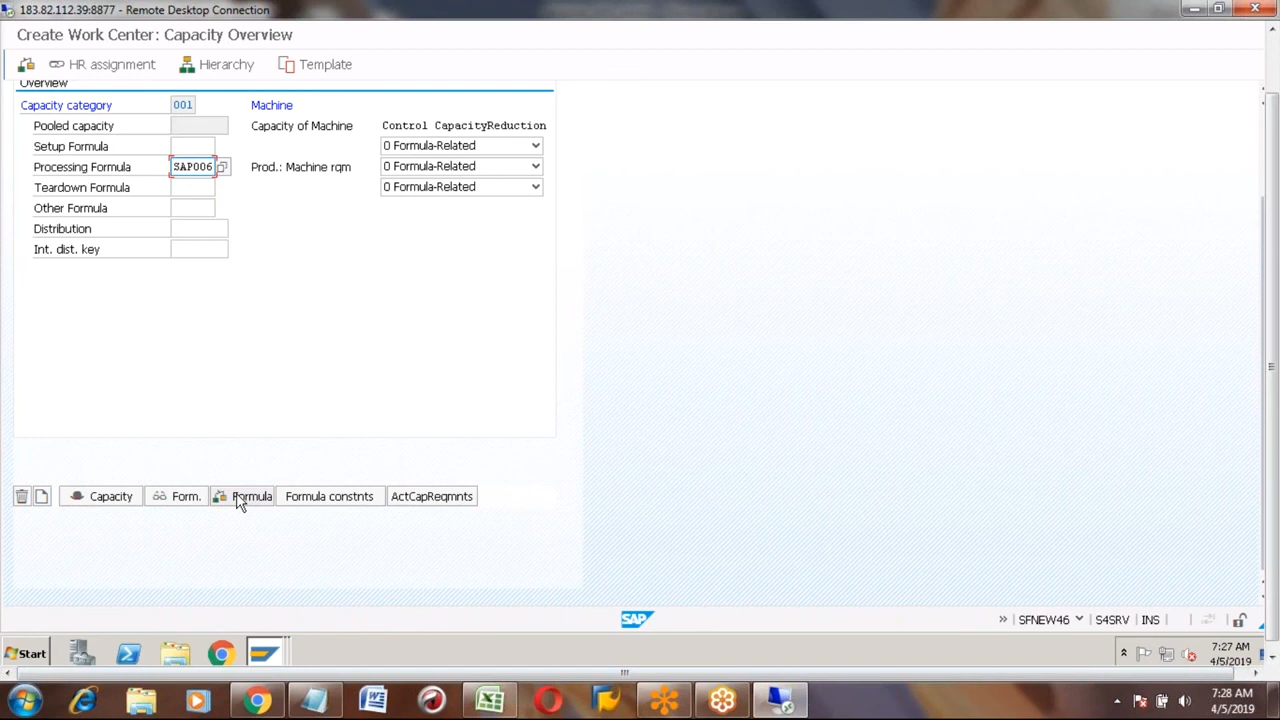 183.82.112.39:8877 - Remote Desktop Connection
Create Work Center: Capacity Overview
HR assignment Hierarchy Template
Overview
Capacity category 001 Machine
Pooled capacity Capacity of Machine Control CapacityReduction
Setup Formula 0 Formula-Related
Processing Formula SAP006 Prod.: Machine rqm 0 Formula-Related
Teardown Formula 0 Formula-Related
Other Formula
Distribution
Int. dist. key
Capacity Form. Formula Formula constnts ActCapReqmnts
SAP SFNEW46 S4SRV INS
Start 7:27 AM
4/5/2019
7:28 AM
4/5/2019